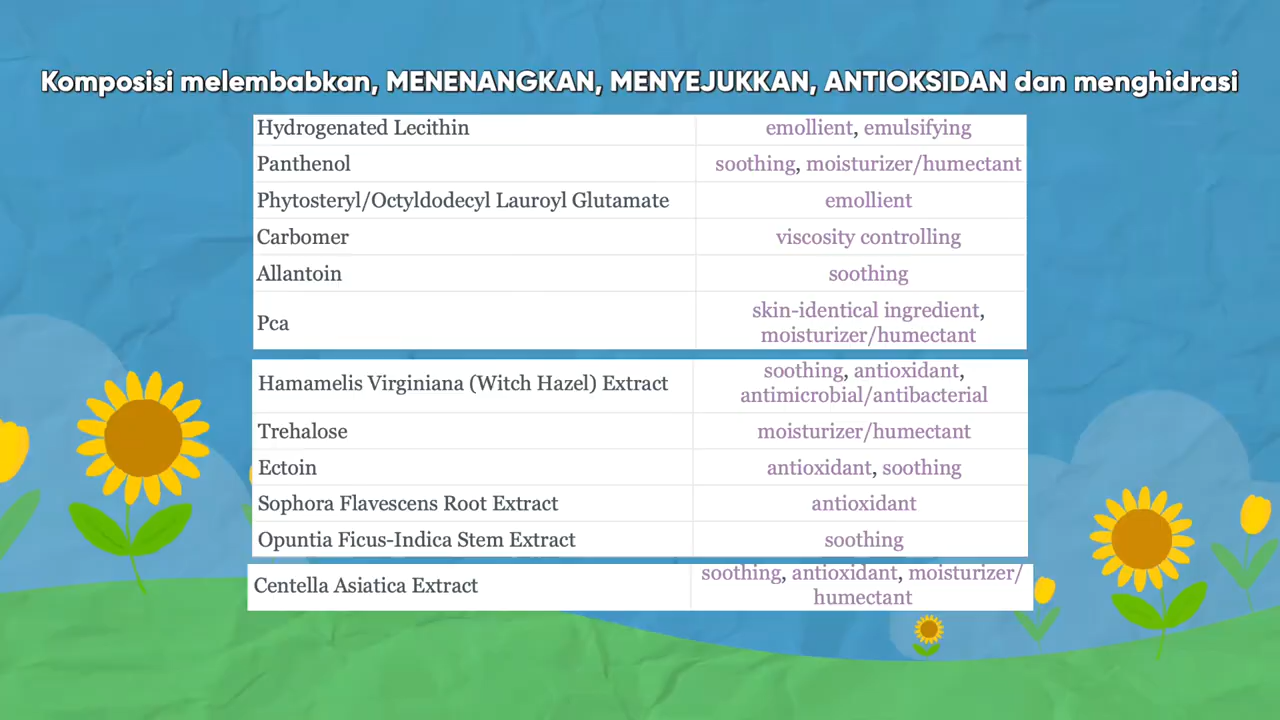 Komposisi melembabkan, MENENANGKAN, MENYEJUKKAN, ANTIOKSIDAN dan menghidrasi
Hydrogenated Lecithin emollient, emulsifying
Panthenol soothing, moisturizer/humectant
Phytosteryl/Octyldodecyl Lauroyl Glutamate emollient
Carbomer viscosity controlling
Allantoin soothing
Pca skin-identical ingredient,
moisturizer/humectant
Hamamelis Virginiana (Witch Hazel) Extract soothing, antioxidant,
antimicrobial/antibacterial
Trehalose moisturizer/humectant
Ectoin antioxidant, soothing
Sophora Flavescens Root Extract antioxidant
Opuntia Ficus-Indica Stem Extract soothing
Centella Asiatica Extract soothing, antioxidant, moisturizer/
humectant